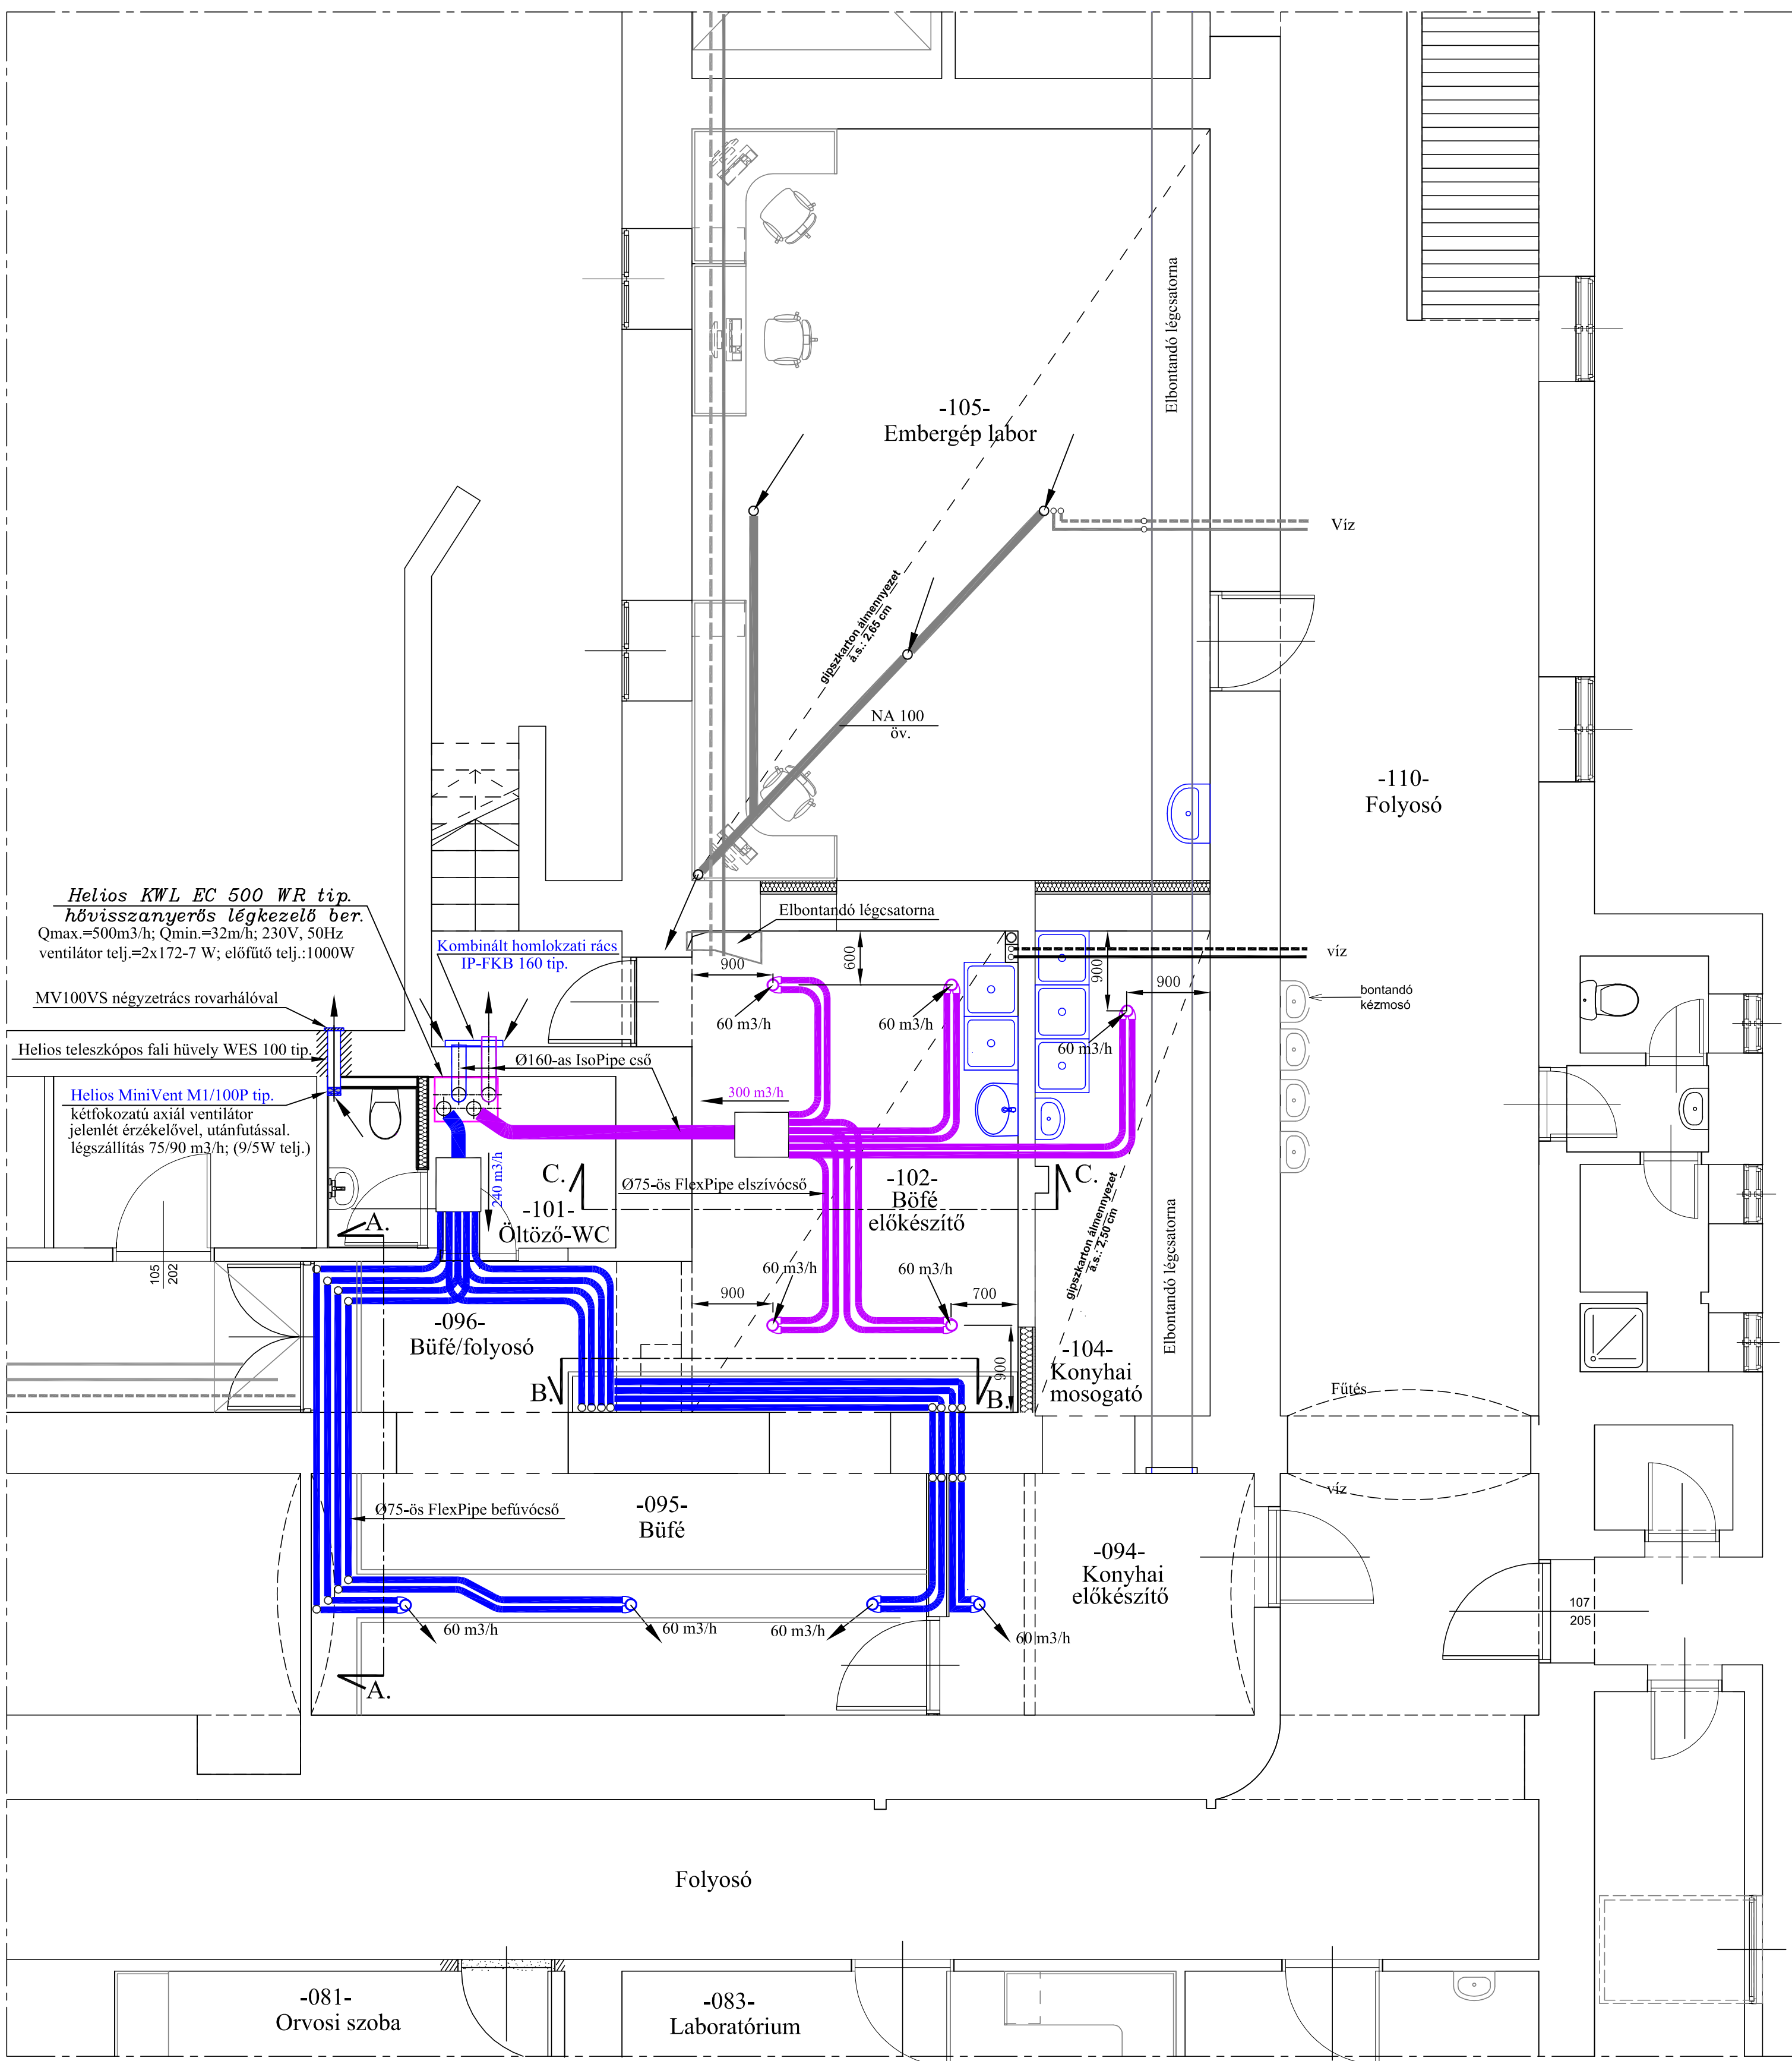 Elbontandó légcsatorna
-105-
Embergép labor
Víz
gipszkarton álmennyezet
á.s.: 2,65 cm
NA 100
öv.
-110-
Folyosó
Helios KWL EC 500 WR tip.
hővisszanyerős légkezelő ber.
Qmax.=500m3/h; Qmin.=32m/h; 230V, 50Hz
ventilátor telj.=2x172-7 W; előfűtő telj.:1000W
Kombinált homlokzati rács
IP-FKB 160 tip.
Elbontandó légcsatorna
900
600
900
900
víz
bontandó
kézmosó
MV100VS négyzetrács rovarhálóval
60 m3/h
60 m3/h
60 m3/h
Helios teleszkópos fali hüvely WES 100 tip.
Ø160-as IsoPipe cső
Helios MiniVent M1/100P tip.
kétfokozatú axiál ventilátor
jelenlét érzékelővel, utánfutással.
légszállítás 75/90 m3/h; (9/5W telj.)
300 m3/h
240 m3/h
C.
C.
Ø75-ös FlexPipe elszívócső
-102-
Böfé
előkészítő
-101-
Öltöző-WC
A.
gipszkarton álmennyezet
á.s.: 2,50 cm
Elbontandó légcsatorna
105
202
60 m3/h
60 m3/h
900
700
900
-096-
Büfé/folyosó
-104-
Konyhai
mosogató
B.
B.
Fűtés
víz
Ø75-ös FlexPipe befúvócső
-095-
Büfé
-094-
Konyhai
előkészítő
107
205
60 m3/h
60 m3/h
60 m3/h
60 m3/h
A.
Folyosó
-081-
Orvosi szoba
-083-
Laboratórium